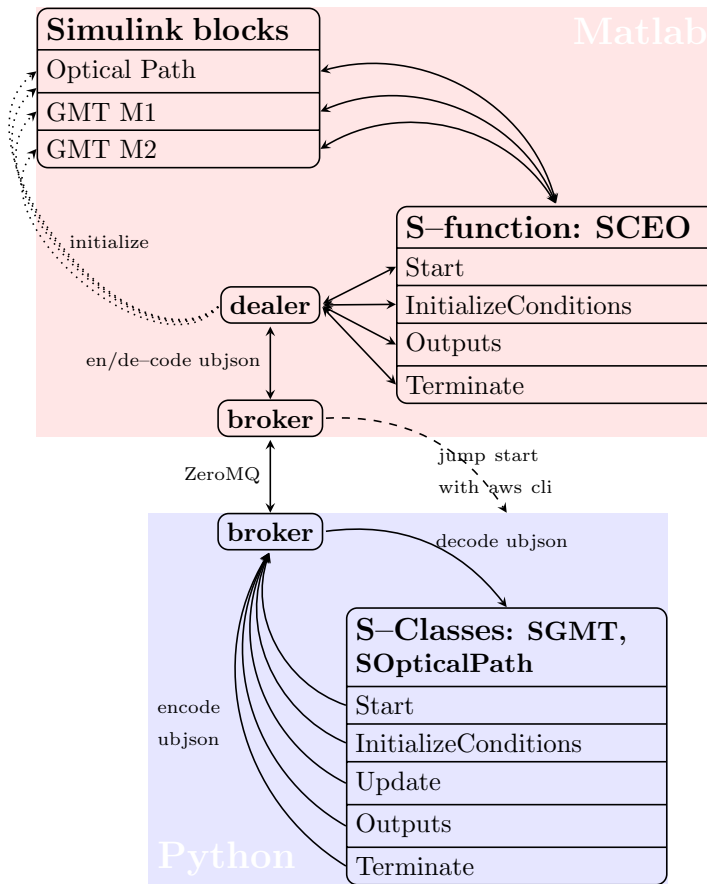 Matlab
Simulink blocks
Optical Path
GMT M1
GMT M2
S–function: SCEO
Start
InitializeConditions
Outputs
Terminate
initialize
dealer
en/de–code ubjson
broker
jump start
with aws cli
ZeroMQ
broker
decode ubjson
S–Classes: SGMT,
SOpticalPath
Start
InitializeConditions
Update
Outputs
Terminate
encode
ubjson
Python